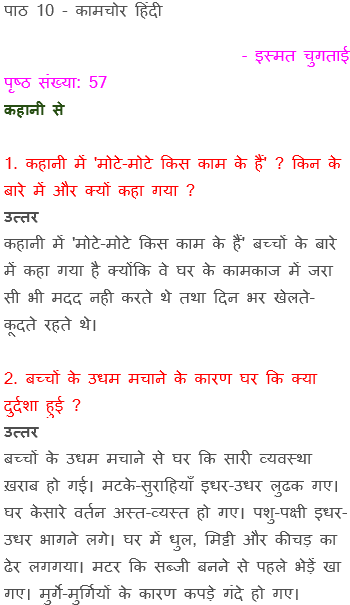 पाठ 10 - कामचोर हिंदी
- इस्मत चुगताई
पृष्ठ संख्या: 57
कहानी से
1. कहानी में 'मोटे-मोटे किस काम के हैं' ? किन के
बारे में और क्यों कहा गया ?
उत्तर
कहानी में 'मोटे-मोटे किस काम के हैं' बच्चों के बारे
में कहा गया है क्योंकि वे घर के कामकाज में जरा
सी भी मदद नही करते थे तथा दिन भर खेलते-
कूदते रहते थे।
2. बच्चों के उधम मचाने के कारण घर कि क्या
दुर्दशा हुई ?
उत्तर
बच्चों के उधम मचाने से घर कि सारी व्यवस्था
ख़राब हो गई। मटके-सुराहियाँ इधर-उधर लुढक गए।
घर केसारे वर्तन अस्त-व्यस्त हो गए। पशु-पक्षी इधर-
उधर भागने लगे। घर में धुल, मिट्टी और कीचड़ का
ढेर लगगया। मटर कि सब्जी बनने से पहले भेड़ें खा
गए। मुर्गे-मुर्गियों के कारण कपड़े गंदे हो गए।